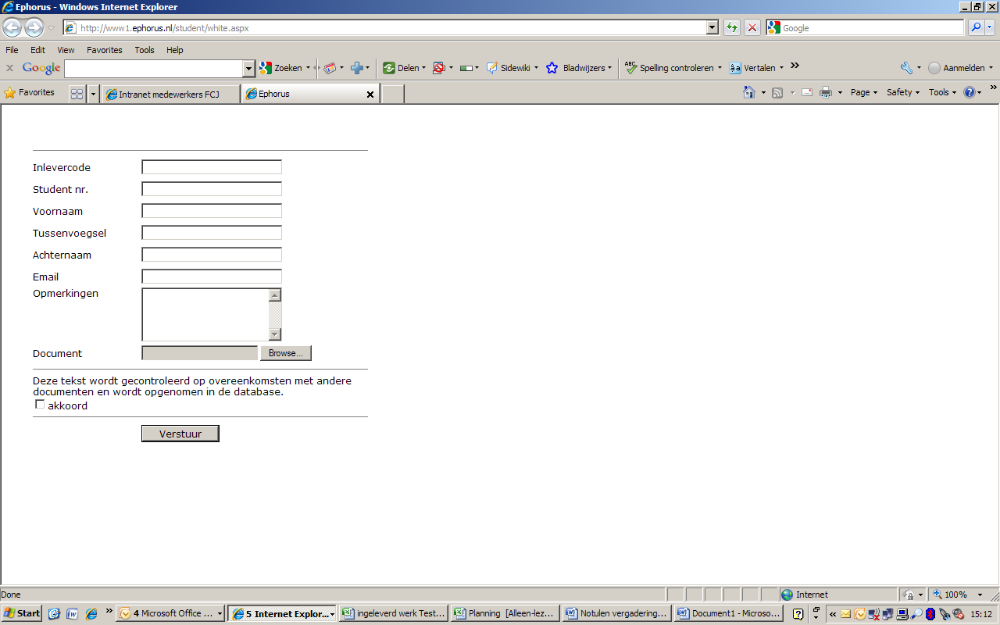 Ephorus - Windows Internet Explorer
http://www1.ephorus.nl/student/white.aspx
Google
File Edit View Favorites Tools Help
x Google Zoeken Delen Sidewiki Bladwijzers ABC Spelling controleren âa Vertalen » Aanmelden
Favorites Intranet medewerkers FCJ Ephorus Page Safety Tools »
Inlevercode
Student nr.
Voornaam
Tussenvoegsel
Achternaam
Email
Opmerkingen
Document Browse...
Deze tekst wordt gecontroleerd op overeenkomsten met andere
documenten en wordt opgenomen in de database.
akkoord
Verstuur
Done Internet 100%
Start » 4 Microsoft Office ... 5 Internet Explor... ingeleverd werk Test... Planning [Alleen-lez... Notulen vergadering... Document1 - Microso... « 15:12